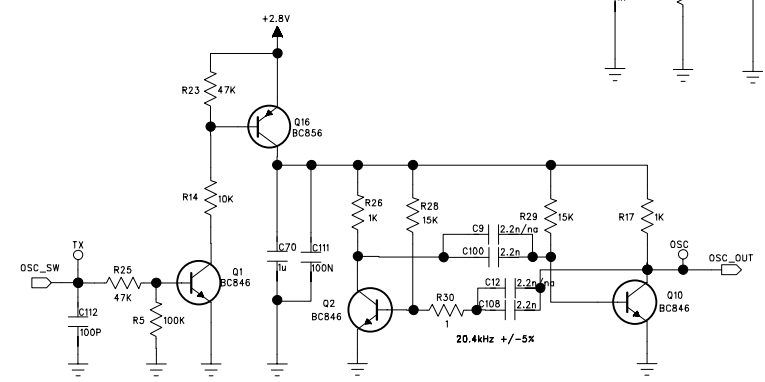 +2.8V
R23 47K
Q16
BC856
R14 10K
R26
1K
R28
15K
C9 2.2n/na
C100 2.2n
R29
15K
R17 1K
TX
OSC_SW
R25
47K
C70
1u
C111
100N
OSC
OSC_OUT
Q1
BC846
C112
100P
R5 100K
Q2
BC846
R30
1
C12 2.2n/na
C108 2.2n
Q10
BC846
20.4kHz +/-5%